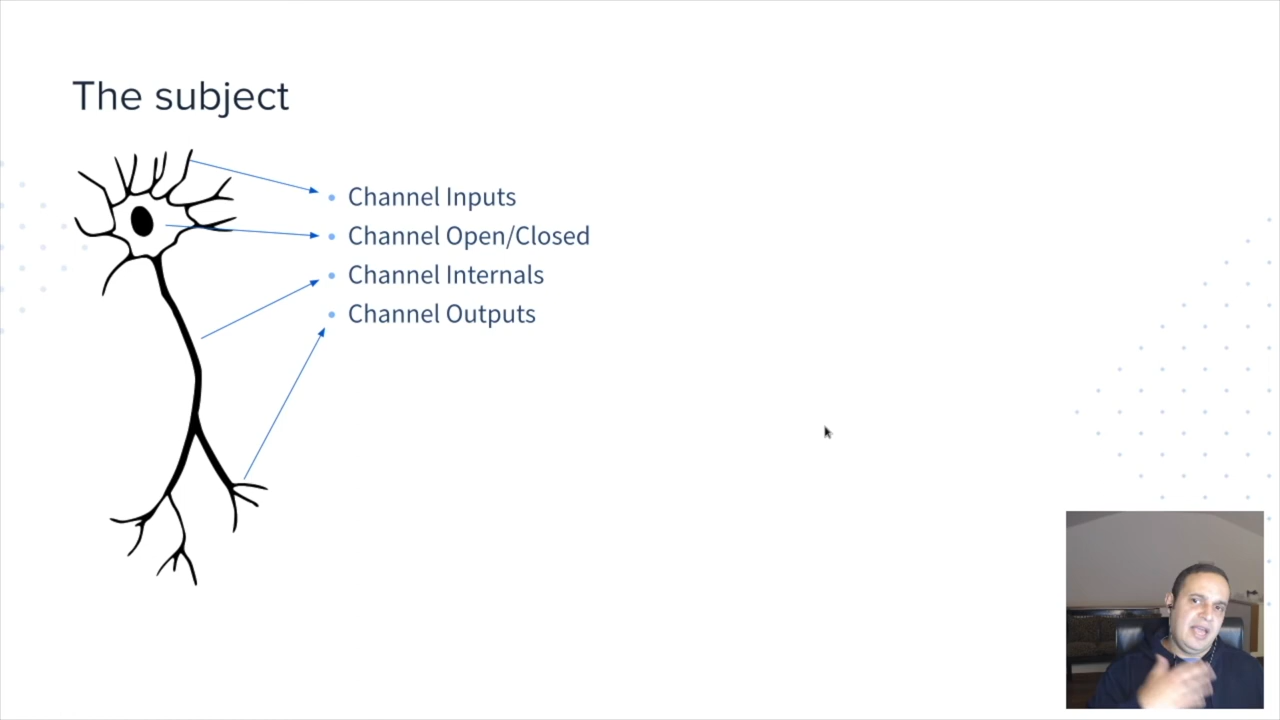 The subject
• Channel Inputs
• Channel Open/Closed
• Channel Internals
• Channel Outputs